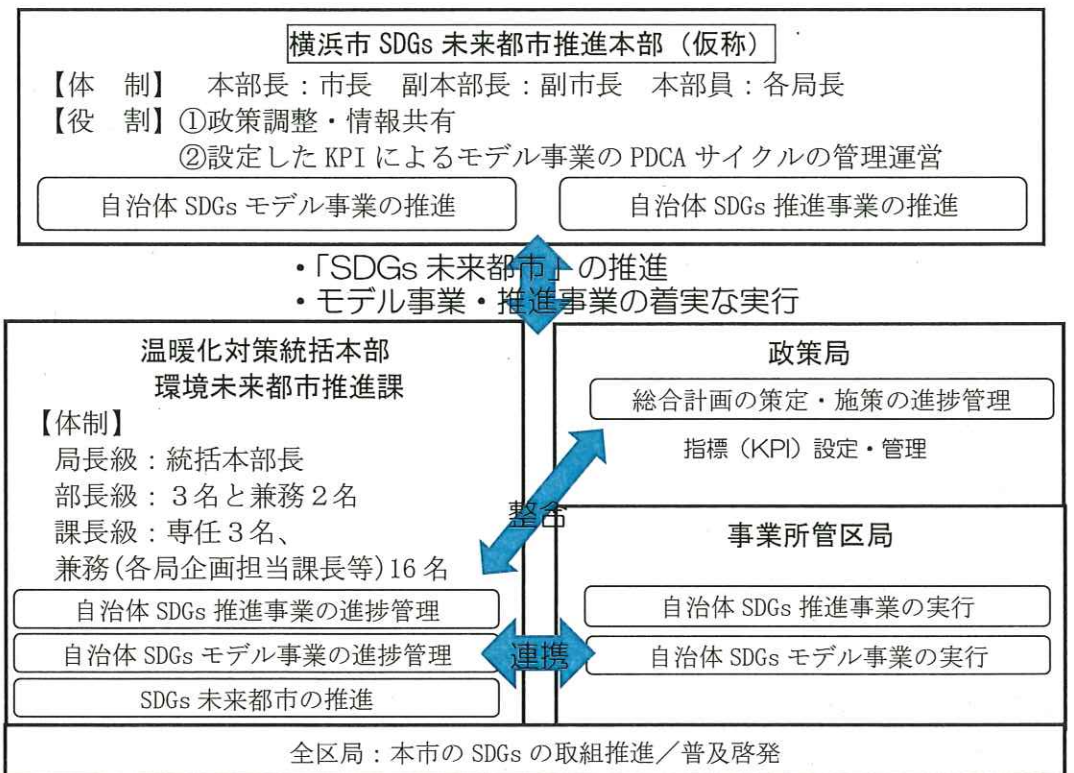 横浜市 SDGs 未来都市推進本部（仮称）
【体　制】　本部長：市長　副本部長：副市長　本部員：各局長
【役　割】①政策調整・情報共有
②設定した KPI によるモデル事業の PDCA サイクルの管理運営
自治体 SDGs モデル事業の推進
自治体 SDGs 推進事業の推進
・「SDGs 未来都市」の推進
・モデル事業・推進事業の着実な実行
温暖化対策統括本部
環境未来都市推進課
【体制】
局長級：統括本部長
部長級：３名と兼務２名
課長級：専任３名、
兼務(各局企画担当課長等)16 名
自治体 SDGs 推進事業の進捗管理
自治体 SDGs モデル事業の進捗管理
SDGs 未来都市の推進
整合
連携
政策局
総合計画の策定・施策の進捗管理
指標（KPI）設定・管理
事業所管区局
自治体 SDGs 推進事業の実行
自治体 SDGs モデル事業の実行
全区局：本市の SDGs の取組推進／普及啓発